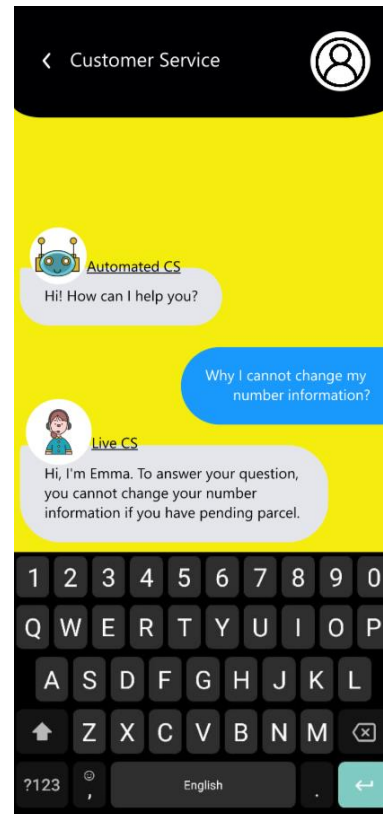 Customer Service
Automated CS
Hi! How can I help you?
Why I cannot change my
number information?
Live CS
Hi, I'm Emma. To answer your question,
you cannot change your number
information if you have pending parcel.
1 2 3 4 5 6 7 8 9 0
Q W E R T Y U I O P
A S D F G H J K L
Z X C V B N M
?123 , English .